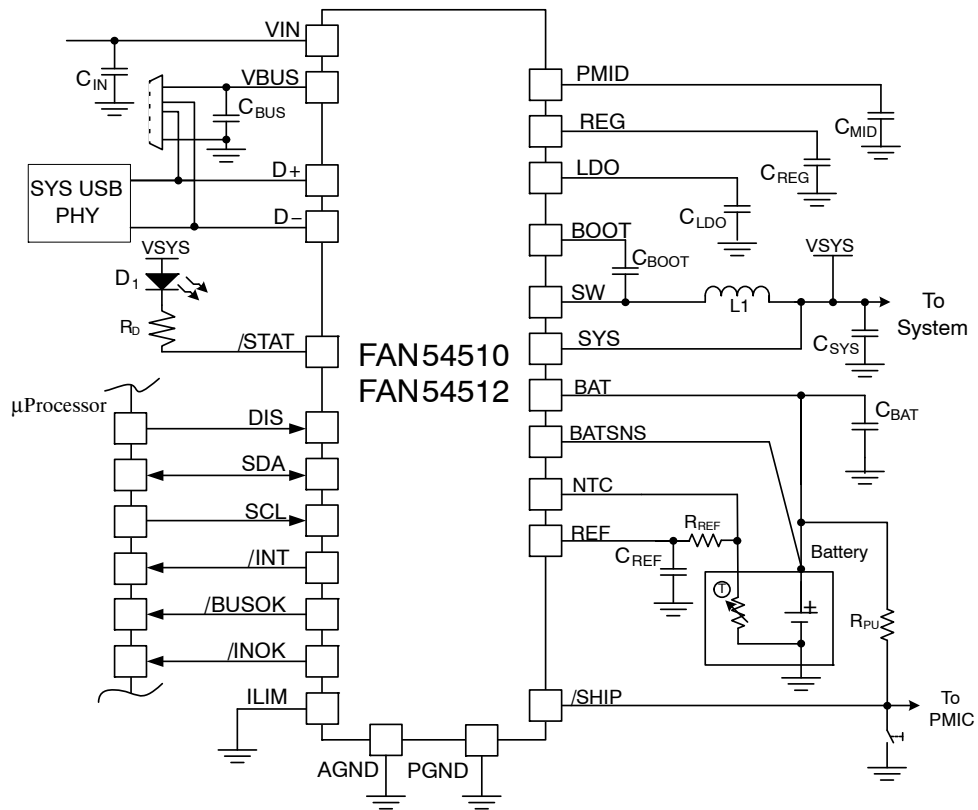 VIN
PMID
C_IN
VBUS
C_BUS
C_MID
REG
C_REG
LDO
D+
SYS USB
PHY
C_LDO
D−
BOOT
VSYS
VSYS
C_BOOT
D1
SW
L1
To
System
R_D
C_SYS
/STAT
SYS
FAN54510
FAN54512
BAT
µProcessor
C_BAT
DIS
BATSNS
SDA
NTC
SCL
REF
R_REF
C_REF
Battery
/INT
T
+
/BUSOK
R_PU
/INOK
ILIM
/SHIP
To
PMIC
AGND
PGND